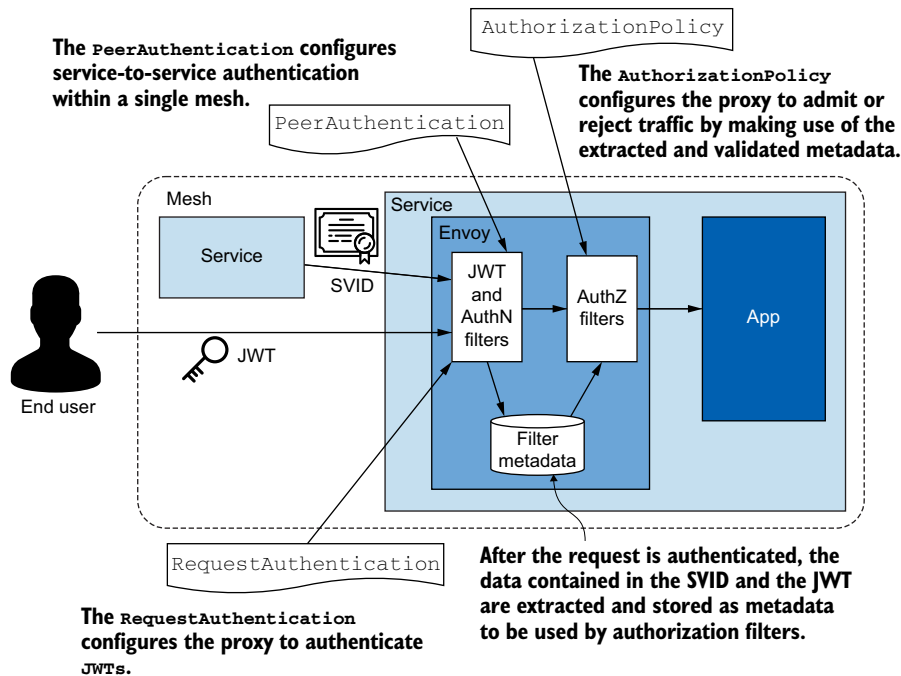 AuthorizationPolicy
The PeerAuthentication configures
service-to-service authentication
within a single mesh.
The AuthorizationPolicy
configures the proxy to admit or
reject traffic by making use of the
extracted and validated metadata.
PeerAuthentication
Mesh
Service
Service
Envoy
SVID
JWT
and
AuthN
filters
AuthZ
filters
App
JWT
End user
Filter
metadata
RequestAuthentication
The RequestAuthentication
configures the proxy to authenticate
JWTs.
After the request is authenticated, the
data contained in the SVID and the JWT
are extracted and stored as metadata
to be used by authorization filters.